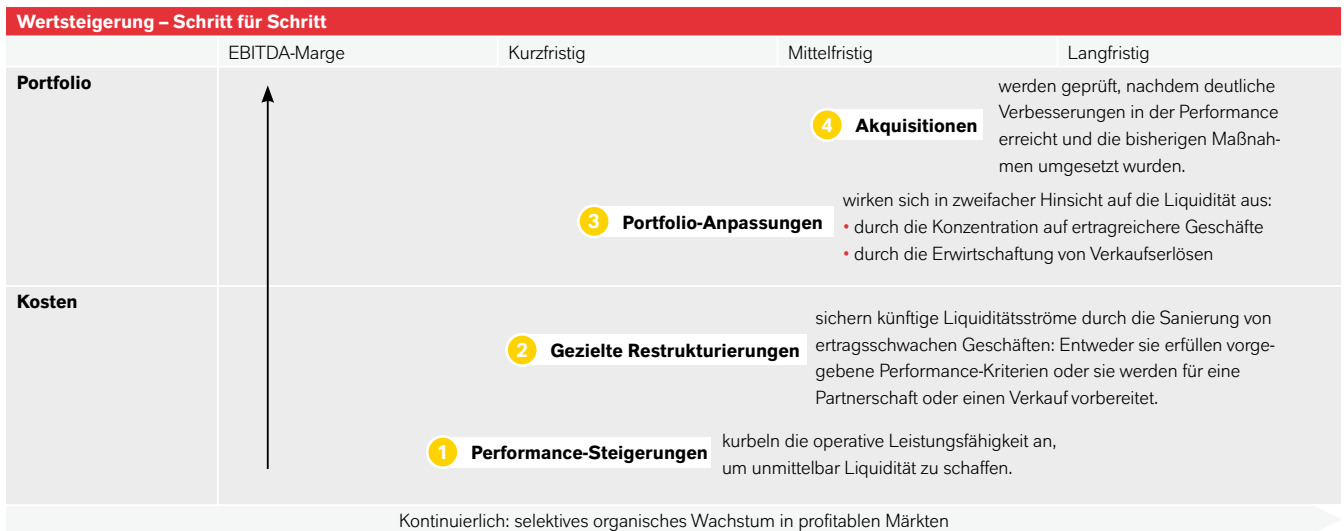 Wertsteigerung – Schritt für Schritt
EBITDA-Marge Kurzfristig Mittelfristig Langfristig
Portfolio
4 Akquisitionen
werden geprüft, nachdem deutliche
Verbesserungen in der Performance
erreicht und die bisherigen Maßnah-
men umgesetzt wurden.
3 Portfolio-Anpassungen
wirken sich in zweifacher Hinsicht auf die Liquidität aus:
• durch die Konzentration auf ertragreichere Geschäfte
• durch die Erwirtschaftung von Verkaufserlösen
Kosten
2 Gezielte Restrukturierungen
sichern künftige Liquiditätsströme durch die Sanierung von
ertragsschwachen Geschäften: Entweder sie erfüllen vorge-
gebene Performance-Kriterien oder sie werden für eine
Partnerschaft oder einen Verkauf vorbereitet.
1 Performance-Steigerungen
kurbeln die operative Leistungsfähigkeit an,
um unmittelbar Liquidität zu schaffen.
Kontinuierlich: selektives organisches Wachstum in profitablen Märkten